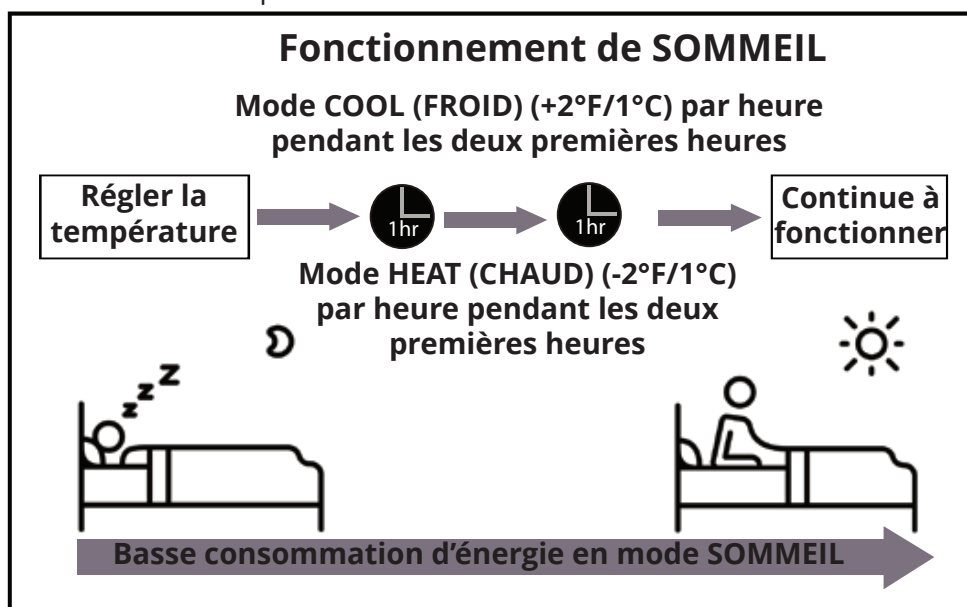 Fonctionnement de SOMMEIL
Mode COOL (FROID) (+2°F/1°C) par heure
pendant les deux premières heures
Régler la
température
1hr
1hr
Continue à
fonctionner
Mode HEAT (CHAUD) (-2°F/1°C)
par heure pendant les deux
premières heures
z z Z
Basse consommation d'énergie en mode SOMMEIL